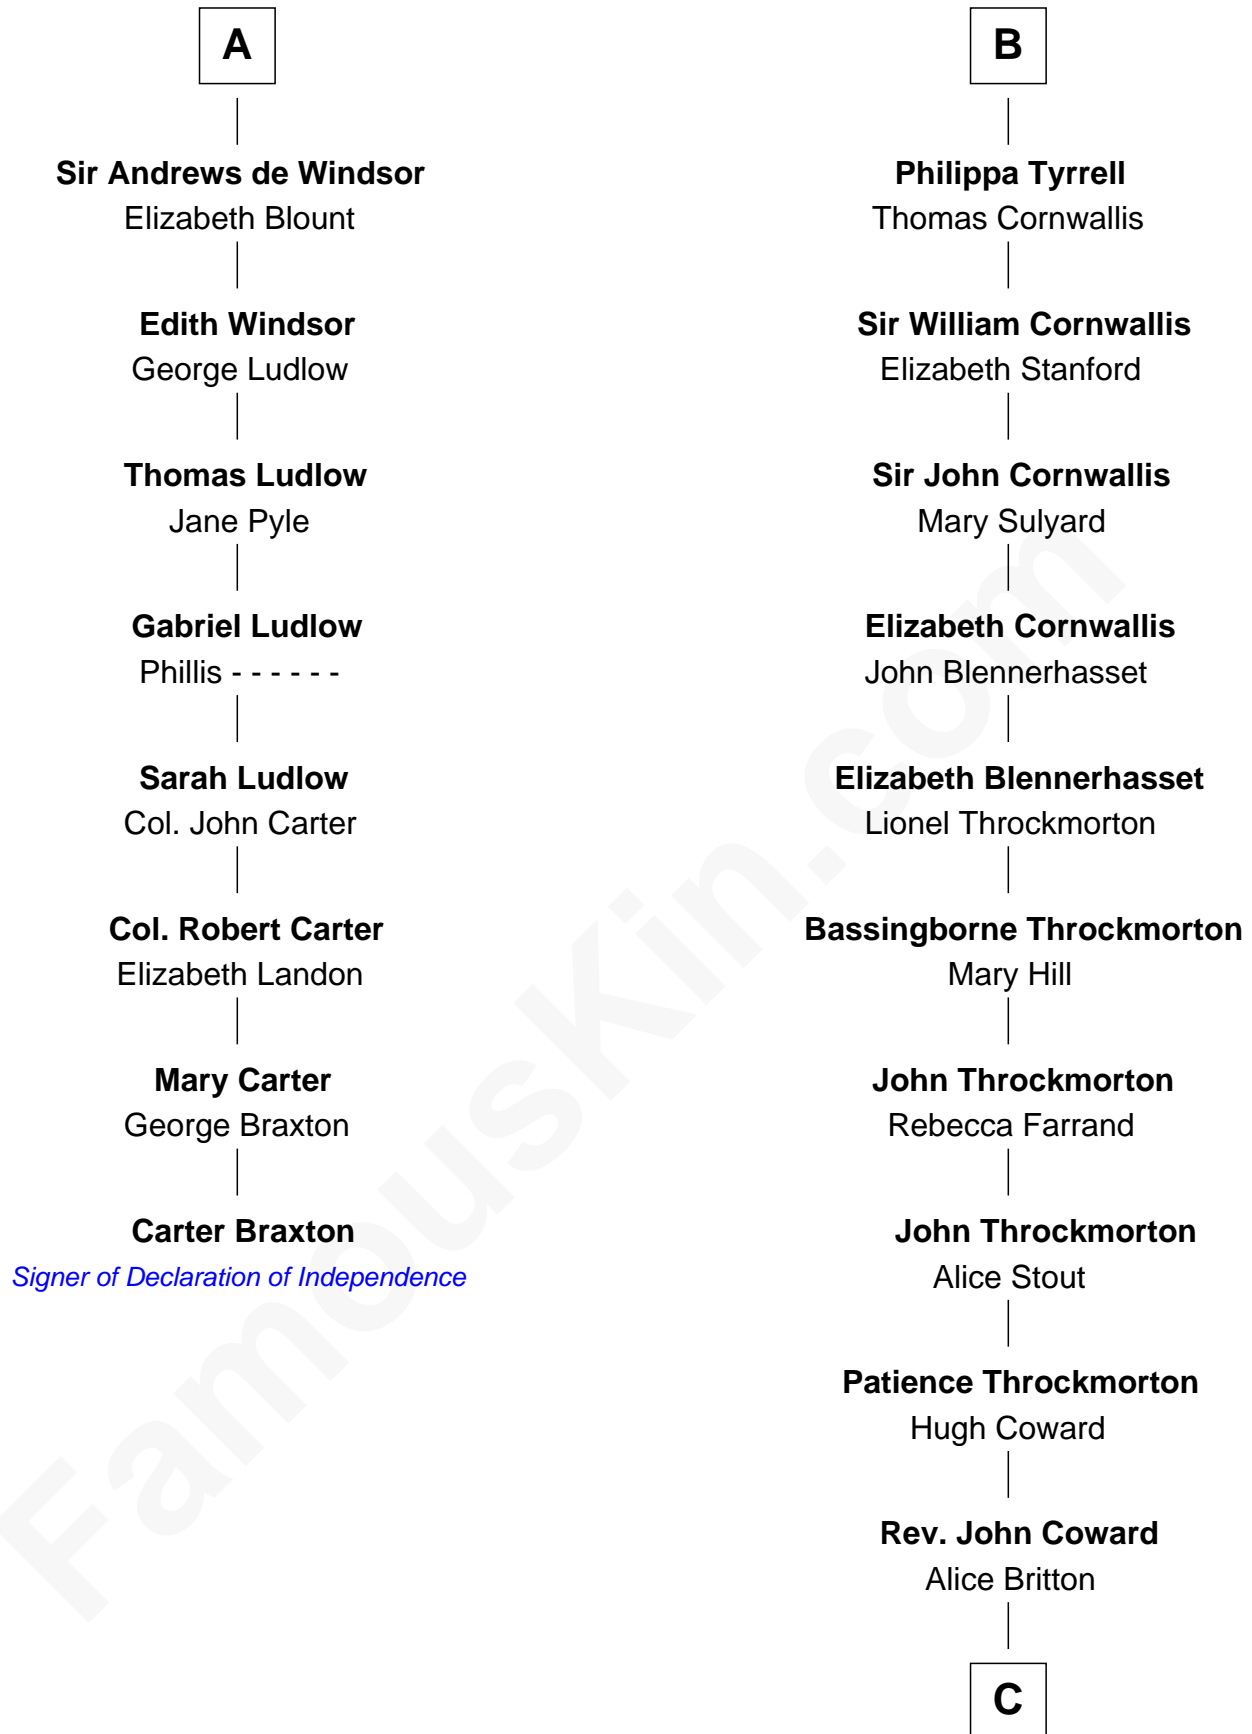 A
Sir Andrews de Windsor
Elizabeth Blount
Edith Windsor
George Ludlow
Thomas Ludlow
Jane Pyle
Gabriel Ludlow
Phillis - - - - - -
Sarah Ludlow
Col. John Carter
Col. Robert Carter
Elizabeth Landon
Mary Carter
George Braxton
Carter Braxton
Signer of Declaration of Independence
B
Philippa Tyrrell
Thomas Cornwallis
Sir William Cornwallis
Elizabeth Stanford
Sir John Cornwallis
Mary Sulyard
Elizabeth Cornwallis
John Blennerhasset
Elizabeth Blennerhasset
Lionel Throckmorton
Bassingborne Throckmorton
Mary Hill
John Throckmorton
Rebecca Farrand
John Throckmorton
Alice Stout
Patience Throckmorton
Hugh Coward
Rev. John Coward
Alice Britton
C
FamousKin.com